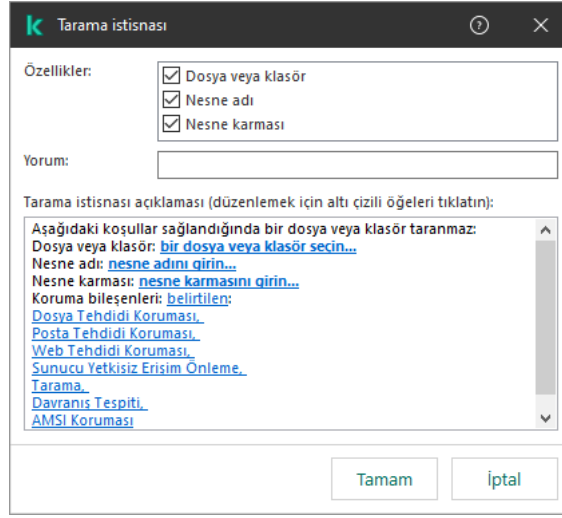 Tarama istisnası
Özellikler:
Dosya veya klasör
Nesne adı
Nesne karması
Yorum:
Tarama istisnası açıklaması (düzenlemek için altı çizili öğeleri tıklatın):
Aşağıdaki koşullar sağlandığında bir dosya veya klasör taranmaz:
Dosya veya klasör: bir dosya veya klasör seçin...
Nesne adı: nesne adını girin...
Nesne karması: nesne karmasını girin...
Koruma bileşenleri: belirtilen:
Dosya Tehdidi Koruması,
Posta Tehdidi Koruması,
Web Tehdidi Koruması,
Sunucu Yetkisiz Erişim Önleme,
Tarama,
Davranış Tespiti,
AMSI Koruması
Tamam
İptal